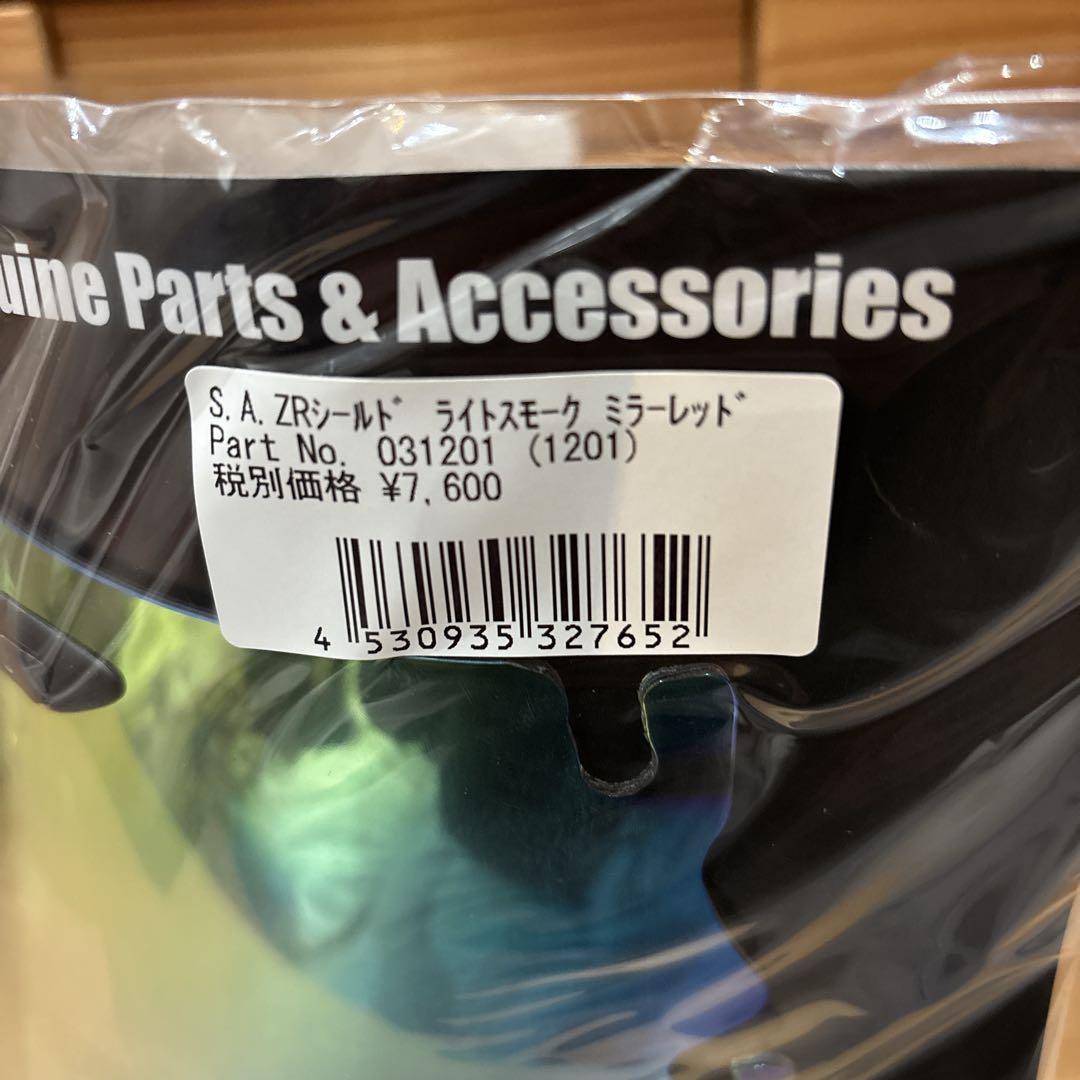 uine Parts & Accessories
S.A.ZRシールド ライトスモーク ミラーレッド
Part No. 031201 (1201)
税別価格 ¥7,600
4 530935 327652